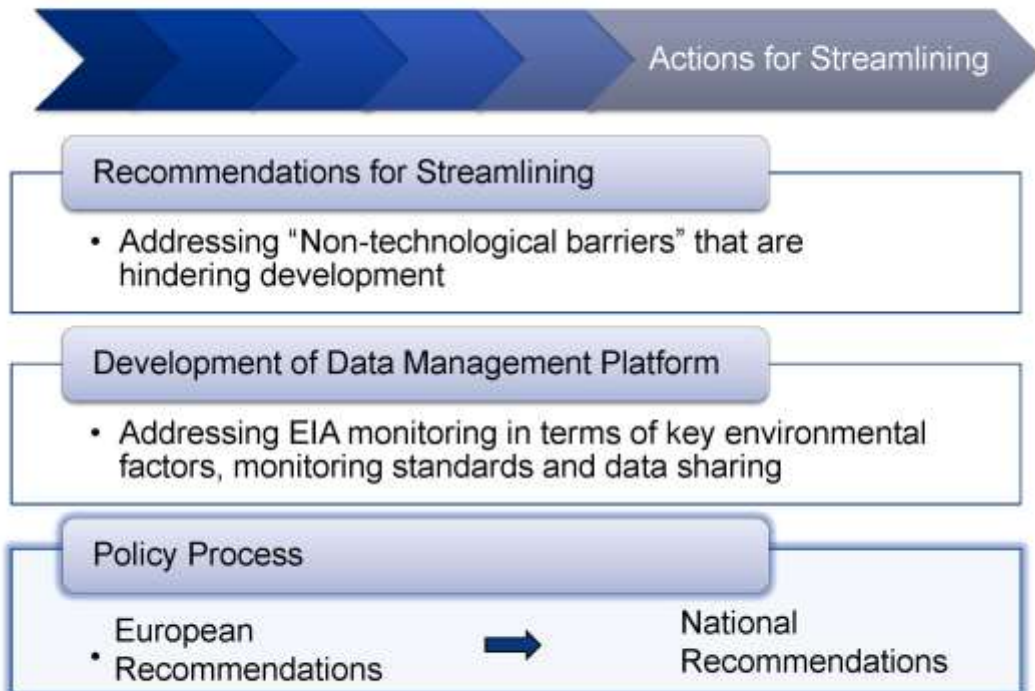 Actions for Streamlining
Recommendations for Streamlining
• Addressing “Non-technological barriers” that are
hindering development
Development of Data Management Platform
• Addressing EIA monitoring in terms of key environmental
factors, monitoring standards and data sharing
Policy Process
• European
Recommendations
National
Recommendations